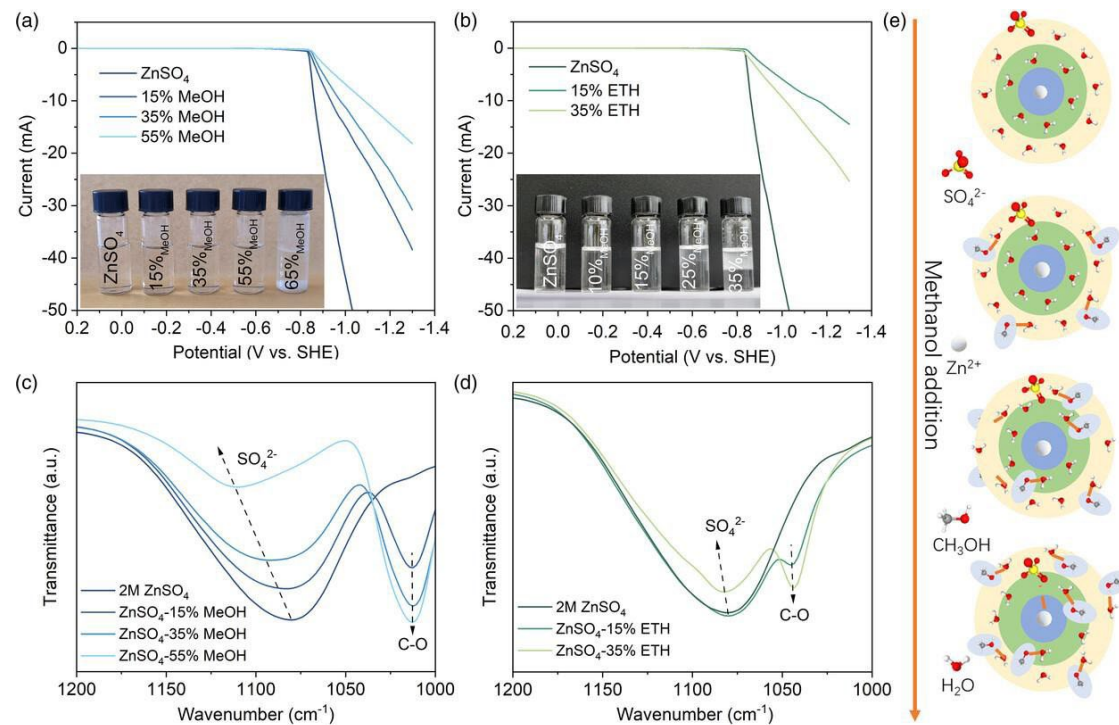 (a)
0
-10
-20
-30
-40
-50
Current (mA)
ZnSO4
15% MeOH
35% MeOH
55% MeOH
ZnSO4
15%MeOH
35%MeOH
55%MeOH
65%MeOH
0.2 0.0 -0.2 -0.4 -0.6 -0.8 -1.0 -1.2 -1.4
Potential (V vs. SHE)
(b)
0
-10
-20
-30
-40
-50
Current (mA)
ZnSO4
15% ETH
35% ETH
ZnSO4
10%MeOH
15%MeOH
25%MeOH
35%MeOH
0.2 0.0 -0.2 -0.4 -0.6 -0.8 -1.0 -1.2 -1.4
Potential (V vs. SHE)
(c)
Transmittance (a.u.)
SO4 2-
C-O
2M ZnSO4
ZnSO4-15% MeOH
ZnSO4-35% MeOH
ZnSO4-55% MeOH
1200 1150 1100 1050 1000
Wavenumber (cm-1)
(d)
Transmittance (a.u.)
SO4 2-
C-O
2M ZnSO4
ZnSO4-15% ETH
ZnSO4-35% ETH
1200 1150 1100 1050 1000
Wavenumber (cm-1)
(e)
Methanol addition
SO4 2-
Zn2+
CH3OH
H2O